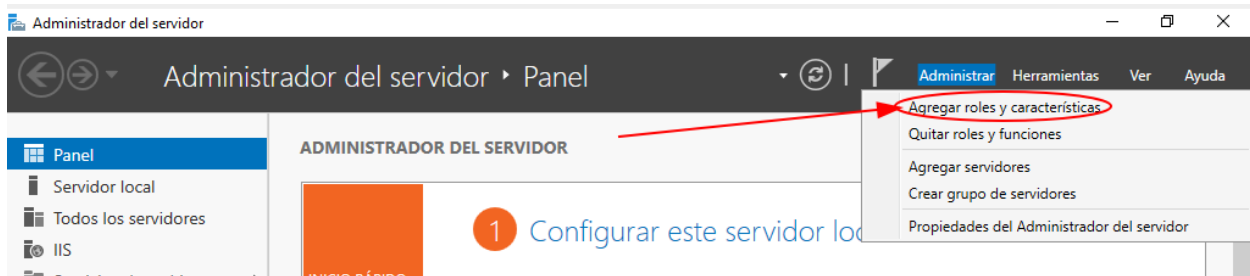 Administrador del servidor
Administrador del servidor ‣ Panel
Administrar Herramientas Ver Ayuda
Agregar roles y características
Quitar roles y funciones
Agregar servidores
Crear grupo de servidores
Propiedades del Administrador del servidor
Panel
Servidor local
Todos los servidores
IIS
ADMINISTRADOR DEL SERVIDOR
1 Configurar este servidor loc
INICIO RÁPIDO